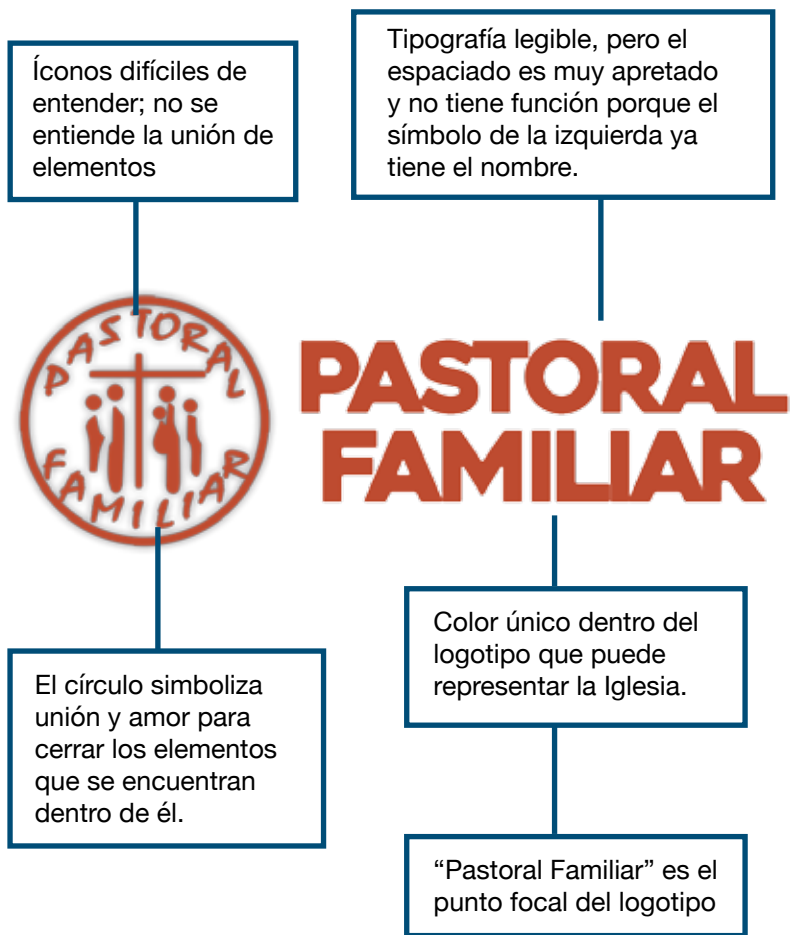 Íconos difíciles de
entender; no se
entiende la unión de
elementos
Tipografía legible, pero el
espaciado es muy apretado
y no tiene función porque el
símbolo de la izquierda ya
tiene el nombre.
PASTORAL
FAMILIAR
PASTORAL
FAMILIAR
El círculo simboliza
unión y amor para
cerrar los elementos
que se encuentran
dentro de él.
Color único dentro del
logotipo que puede
representar la Iglesia.
“Pastoral Familiar” es el
punto focal del logotipo